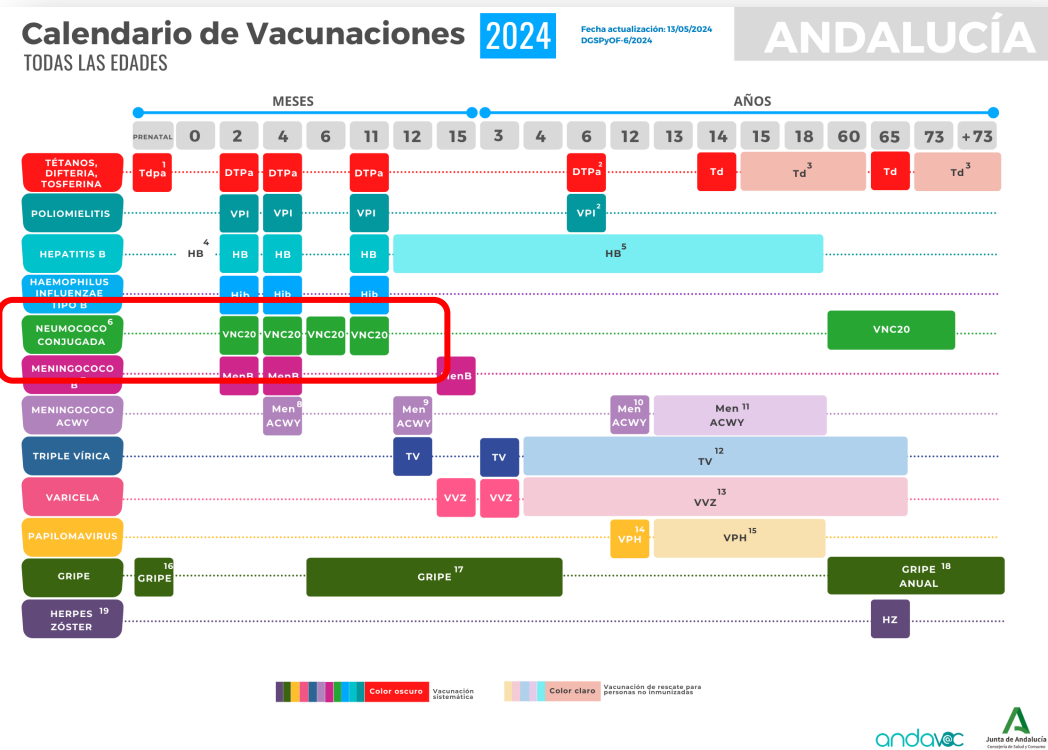 Calendario de Vacunaciones 2024
Fecha actualización: 13/05/2024
DGSPyOF-6/2024
ANDALUCÍA
TODAS LAS EDADES
MESES
AÑOS
PRENATAL 0 2 4 6 11 12 15 3 4 6 12 13 14 15 18 60 65 73 +73
TÉTANOS,
DIFTERIA,
TOSFERINA
Tdpa 1 DTPa DTPa DTPa DTPa 2 Td Td 3 Td Td 3
POLIOMIELITIS VPI VPI VPI VPI 2
HEPATITIS B HB 4 HB HB HB HB 5
HAEMOPHILUS
INFLUENZAE
TIPO B
Hib Hib Hib
NEUMOCOCO 6
CONJUGADA
VNC20 VNC20 VNC20 VNC20 VNC20
MENINGOCOCO
B
MenB MenB MenB
MENINGOCOCO
ACWY
Men 8 Men 9 Men 10 Men 11
ACWY ACWY ACWY ACWY
TRIPLE VÍRICA TV TV TV 12
VARICELA VVZ VVZ VVZ 13
PAPILOMAVIRUS VPH 14 VPH 15
GRIPE GRIPE 16 GRIPE 17 GRIPE 18
ANUAL
HERPES 19
ZÓSTER
HZ
Color oscuro
Vacunación
sistemática
Color claro
Vacunación de rescate para
personas no inmunizadas
andavac
Junta de Andalucía
Consejería de Salud y Consumo